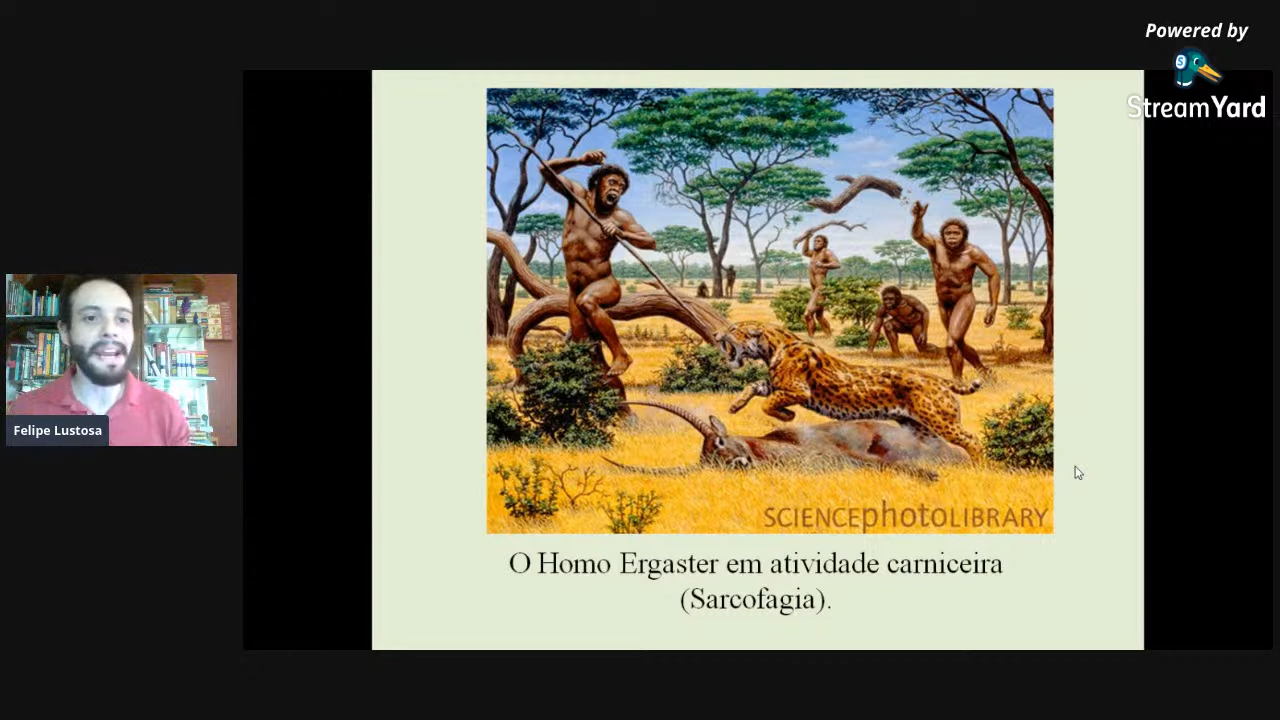 Powered by
StreamYard
SCIENCEphotoLIBRARY
O Homo Ergaster em atividade carniceira
(Sarcofagia).
Felipe Lustosa